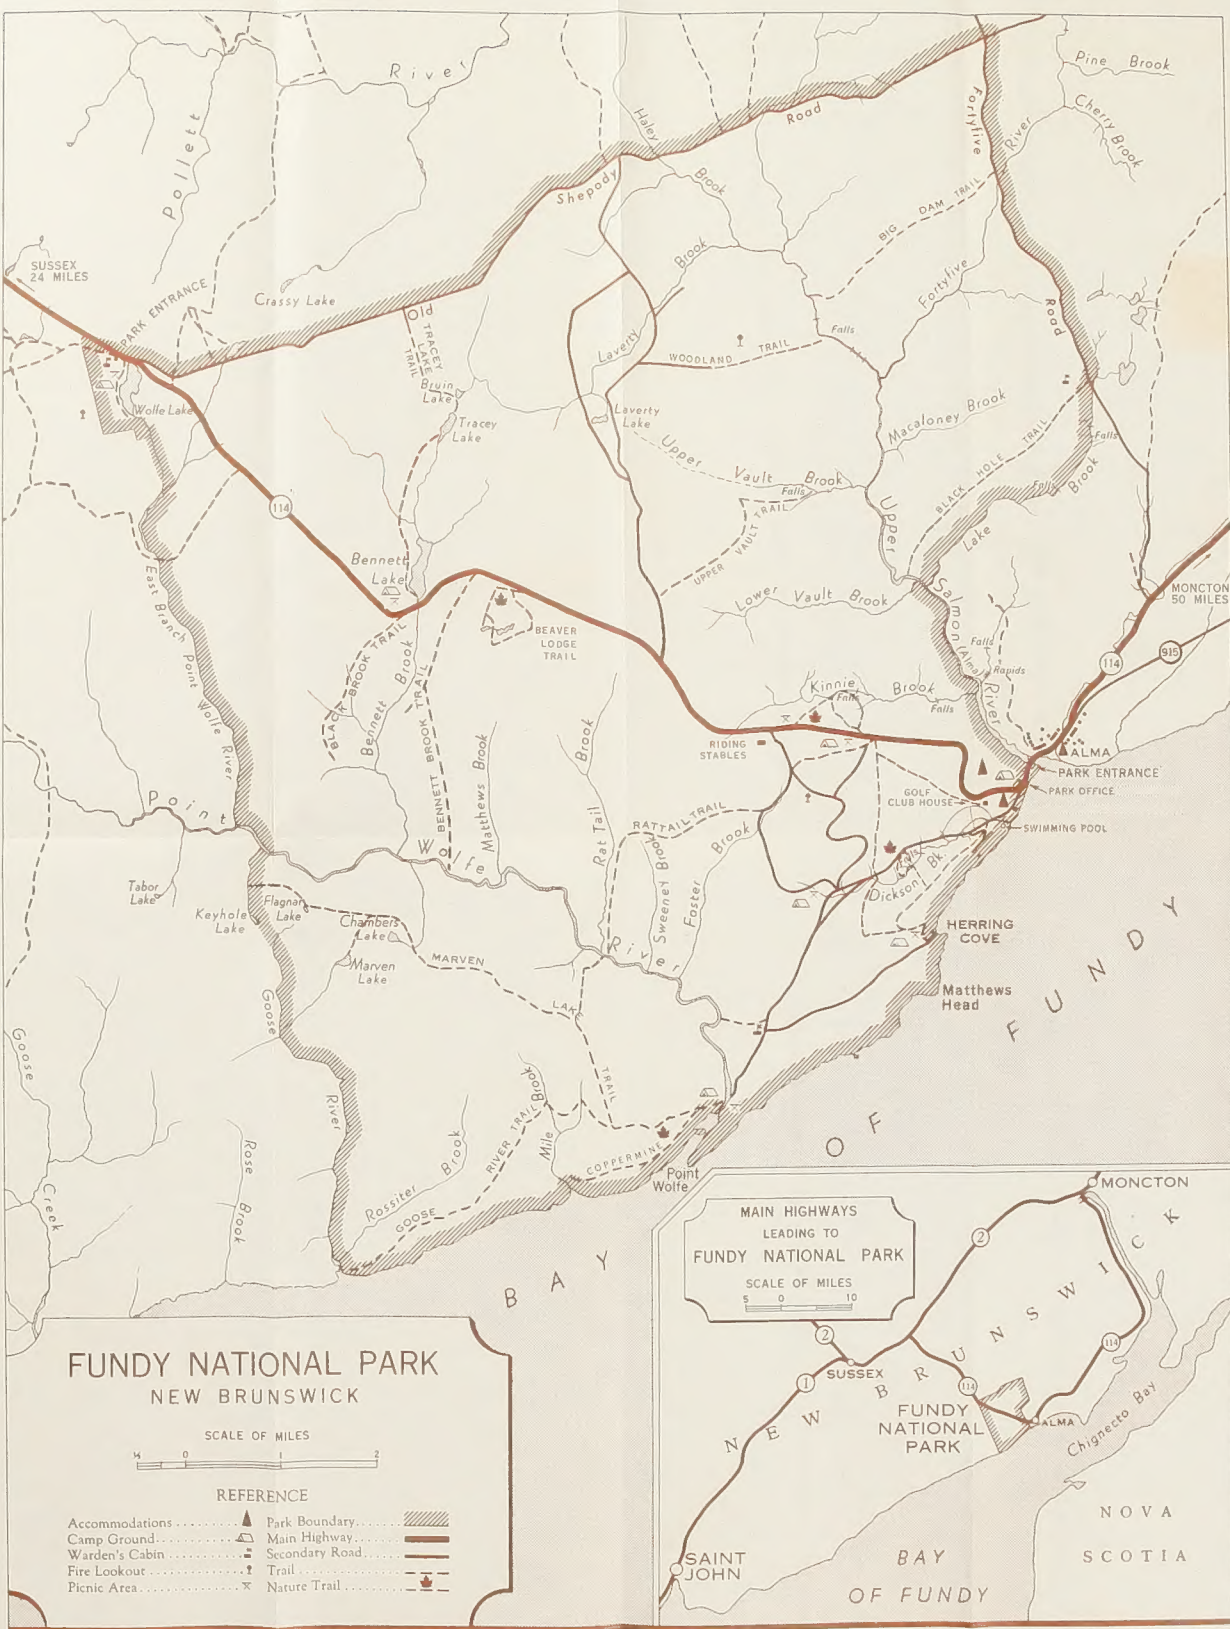 River
Pollett
Pine Brook
Cherry Brook
Fortyfive
River
Haley
Brook
Road
Shepody
BIG DAM TRAIL
Fortyfive
Road
SUSSEX
24 MILES
PARK ENTRANCE
Crassy Lake
Old
TRACEY
LAKE
TRAIL
Bruin
Lake
Tracey
Lake
Wolfe Lake
Laverty
Brook
WOODLAND TRAIL
Falls
Laverty
Lake
Macaloney Brook
Upper
Vault
Brook
Falls
UPPER VAULT TRAIL
BLACK HOLE TRAIL
Falls
Falls
Lake
Brook
114
Bennett
Lake
Upper
Salmon
(Alma)
River
Lower Vault Brook
MONCTON
50 MILES
BEAVER
LODGE
TRAIL
East Branch Point Wolfe River
BLACK BROOK TRAIL
Bennett Brook
BENNETT BROOK TRAIL
Matthews Brook
Rat Tail Brook
Kinnie Brook
Falls
Falls
Falls
Rapids
114
915
RIDING
STABLES
ALMA
PARK ENTRANCE
PARK OFFICE
GOLF
CLUB HOUSE
SWIMMING POOL
Point
Wolfe
River
RATTAIL TRAIL
Sweeney Brook
Foster Brook
Falls
Dickson Bk.
HERRING
COVE
Matthews
Head
Tabor
Lake
Keyhole
Lake
Flagnar
Lake
Chambers
Lake
Marven
Lake
MARVEN
LAKE
TRAIL
Goose
River
Goose
Creek
Rose
Brook
Rossiter
Brook
GOOSE
RIVER TRAIL
Mile
Brook
COPPERMINE
Point
Wolfe
BAY
OF
FUNDY
FUNDY NATIONAL PARK
NEW BRUNSWICK
SCALE OF MILES
½ 0 1 2
REFERENCE
Accommodations
Camp Ground
Warden's Cabin
Fire Lookout
Picnic Area
Park Boundary
Main Highway
Secondary Road
Trail
Nature Trail
MAIN HIGHWAYS
LEADING TO
FUNDY NATIONAL PARK
SCALE OF MILES
5 0 10
MONCTON
2
2
SUSSEX
1
114
114
NEW BRUNSWICK
FUNDY
NATIONAL
PARK
ALMA
Chignecto Bay
SAINT
JOHN
BAY
OF FUNDY
NOVA
SCOTIA